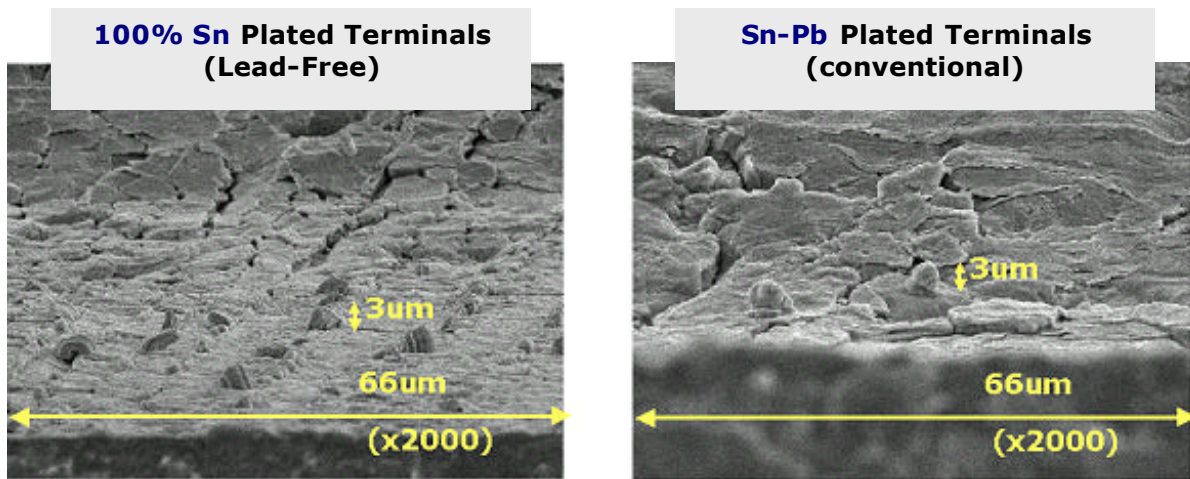 100% Sn Plated Terminals
(Lead-Free)
3um
66um
(x2000)
Sn-Pb Plated Terminals
(conventional)
3um
66um
(x2000)